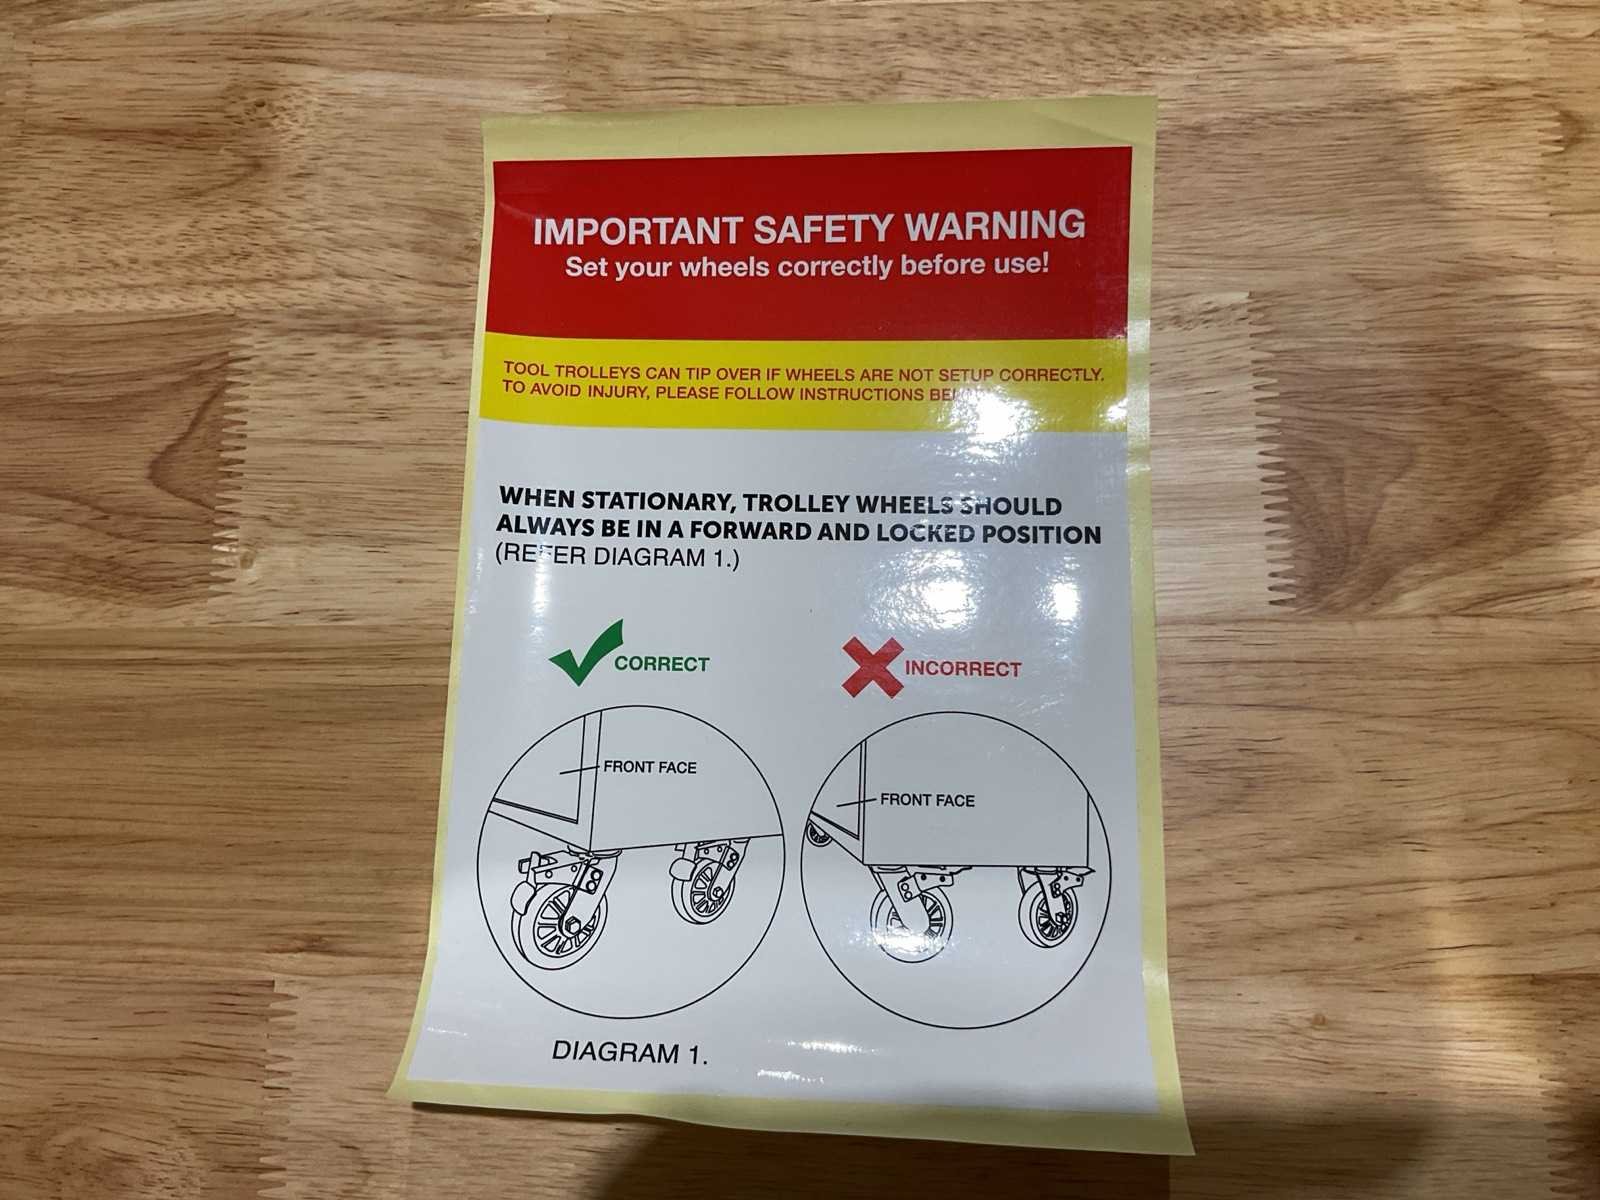 IMPORTANT SAFETY WARNING
Set your wheels correctly before use!
TOOL TROLLEYS CAN TIP OVER IF WHEELS ARE NOT SETUP CORRECTLY.
TO AVOID INJURY, PLEASE FOLLOW INSTRUCTIONS
WHEN STATIONARY, TROLLEY WHEELS SHOULD
ALWAYS BE IN A FORWARD AND LOCKED POSITION
(REFER DIAGRAM 1.)
CORRECT
INCORRECT
FRONT FACE
FRONT FACE
DIAGRAM 1.